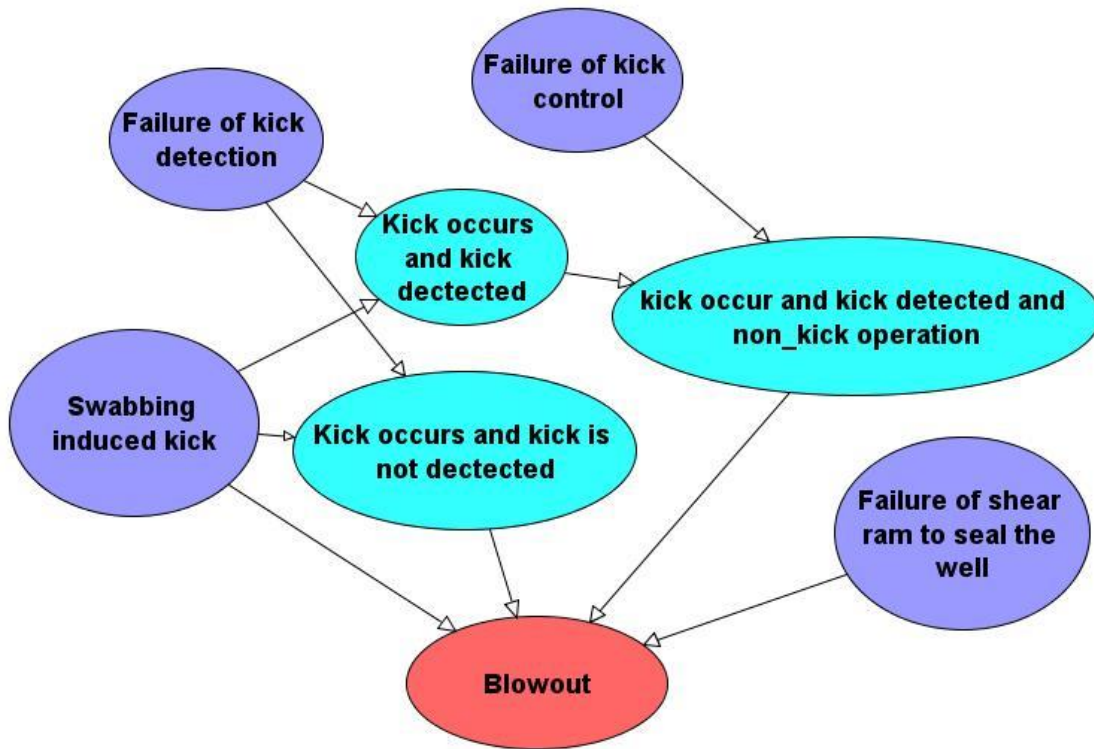 Failure of kick
control
Failure of kick
detection
Kick occurs
and kick
dectected
kick occur and kick detected and
non_kick operation
Swabbing
induced kick
Kick occurs and kick is
not dectected
Failure of shear
ram to seal the
well
Blowout